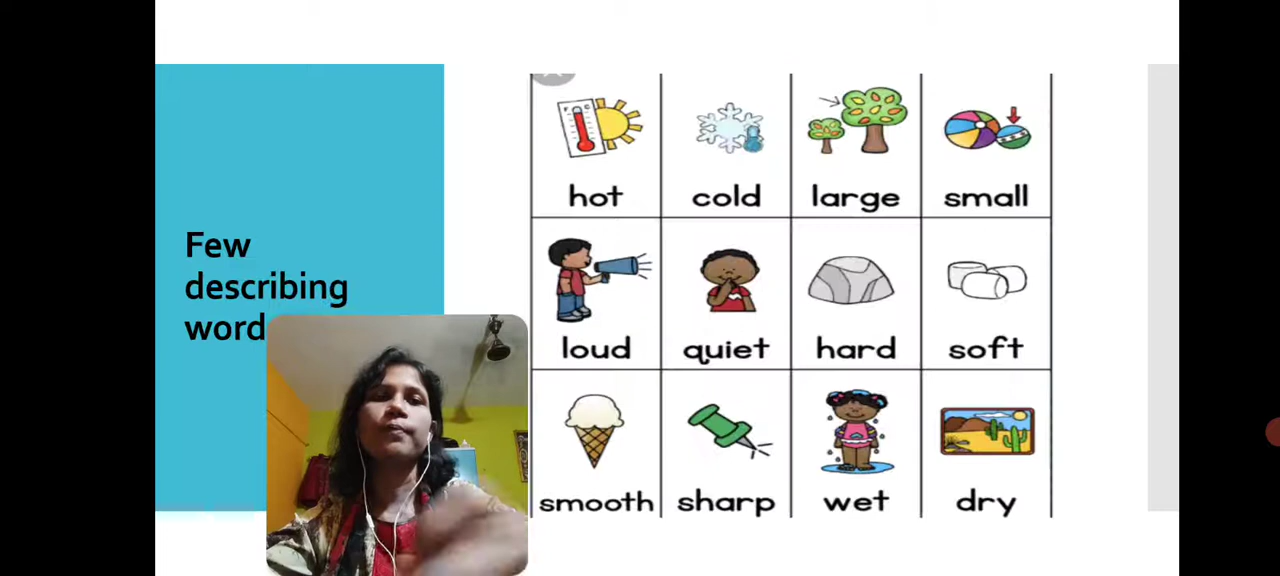 Few
describing
word
hot cold large small
loud quiet hard soft
smooth sharp wet dry